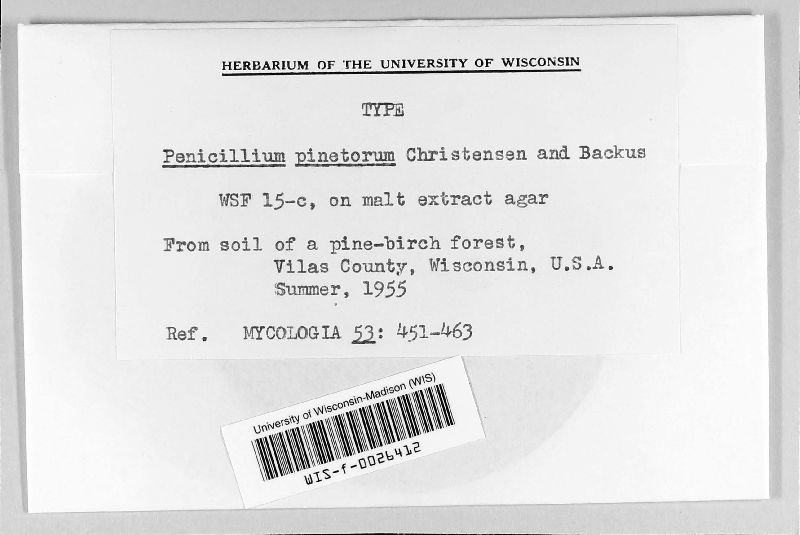 HERBARIUM OF THE UNIVERSITY OF WISCONSIN
TYPE
Penicillium pinetorum Christensen and Backus
WSF 15-c, on malt extract agar
From soil of a pine-birch forest,
Vilas County, Wisconsin, U.S.A.
Summer, 1955
Ref. MYCOLOGIA 53: 451-463
University of Wisconsin-Madison (WIS)
WIS-f-0026412